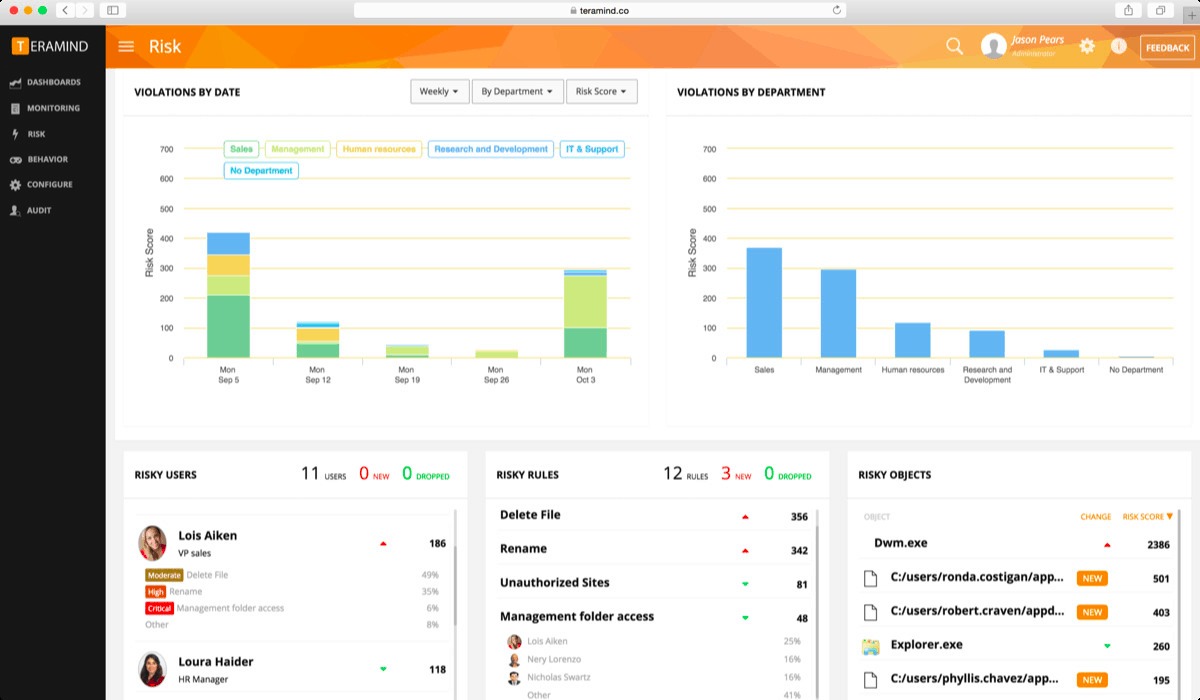 teramind.co
TERAMIND
Risk
Jason Pears
Administrator
FEEDBACK
DASHBOARDS
MONITORING
RISK
BEHAVIOR
CONFIGURE
AUDIT
VIOLATIONS BY DATE
Weekly
By Department
Risk Score
Sales Management Human resources Research and Development IT & Support
No Department
Risk Score
700
600
500
400
300
200
100
0
Mon Sep 5
Mon Sep 12
Mon Sep 19
Mon Sep 26
Mon Oct 3
VIOLATIONS BY DEPARTMENT
Risk Score
700
600
500
400
300
200
100
0
Sales
Management
Human resources
Research and
Development
IT & Support
No Department
RISKY USERS 11 USERS 0 NEW 0 DROPPED
Lois Aiken 186
VP sales
Moderate Delete File 49%
High Rename 35%
Critical Management folder access 6%
Other 8%
Loura Haider 118
HR Manager
RISKY RULES 12 RULES 3 NEW 0 DROPPED
Delete File 356
Rename 342
Unauthorized Sites 81
Management folder access 48
Lois Aiken 25%
Nery Lorenzo 16%
Nicholas Swartz 16%
Other 41%
RISKY OBJECTS
OBJECT CHANGE RISK SCORE
Dwm.exe 2386
C:/users/ronda.costigan/app... NEW 501
C:/users/robert.craven/appd... NEW 403
Explorer.exe 260
C:/users/phyllis.chavez/app... NEW 195